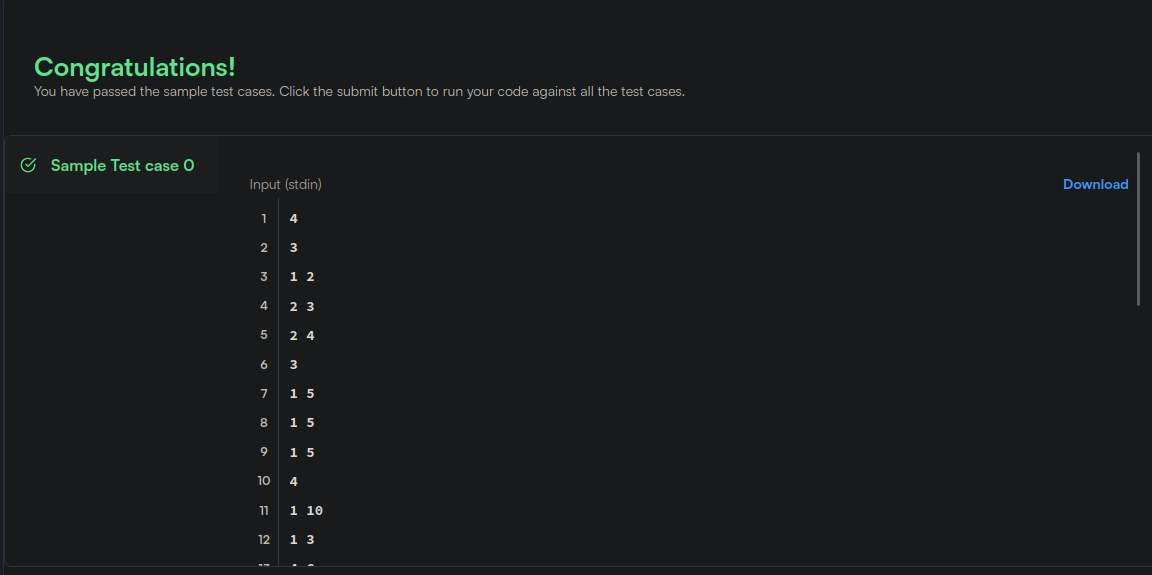 Congratulations!
You have passed the sample test cases. Click the submit button to run your code against all the test cases.
Sample Test case 0
Input (stdin)
Download
1 4
2 3
3 1 2
4 2 3
5 2 4
6 3
7 1 5
8 1 5
9 1 5
10 4
11 1 10
12 1 3